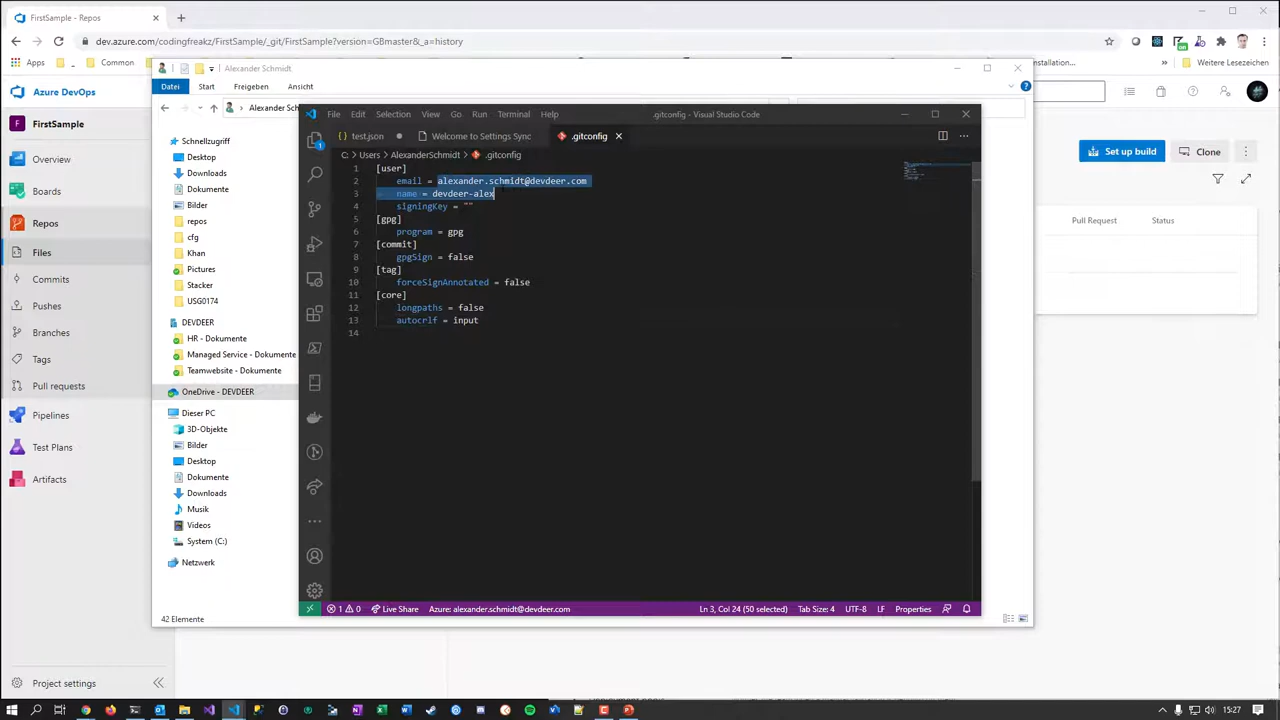 FirstSample - Repos
dev.azure.com/codingfreakz/FirstSample/_git/FirstSample?version=GBmaster&_a=history
Apps
Common
nstallation...
Weitere Lesezeichen
Azure DevOps
FirstSample
Overview
Boards
Repos
Files
Commits
Pushes
Branches
Tags
Pull requests
Pipelines
Test Plans
Artifacts
Project settings
Set up build
Clone
Pull Request
Status
Alexander Schmidt
Datei
Start
Freigeben
Ansicht
Alexander Sch
Schnellzugriff
Desktop
Downloads
Dokumente
Bilder
repos
cfg
Khan
Pictures
Stacker
USG0174
DEVDEER
HR - Dokumente
Managed Service - Dokumente
Teamwebsite - Dokumente
OneDrive - DEVDEER
Dieser PC
3D-Objekte
Bilder
Desktop
Dokumente
Downloads
Musik
Videos
System (C:)
Netzwerk
42 Elemente
File Edit Selection View Go Run Terminal Help
.gitconfig - Visual Studio Code
test.json
Welcome to Settings Sync
.gitconfig
C: > Users > AlexanderSchmidt > .gitconfig
1 [user]
2 email = alexander.schmidt@devdeer.com
3 name = devdeer-alex
4 signingKey = ""
5 [gpg]
6 program = gpg
7 [commit]
8 gpgSign = false
9 [tag]
10 forceSignAnnotated = false
11 [core]
12 longpaths = false
13 autocrlf = input
14
1 0 Live Share Azure: alexander.schmidt@devdeer.com Ln 3, Col 24 (50 selected) Tab Size: 4 UTF-8 LF Properties
15:27